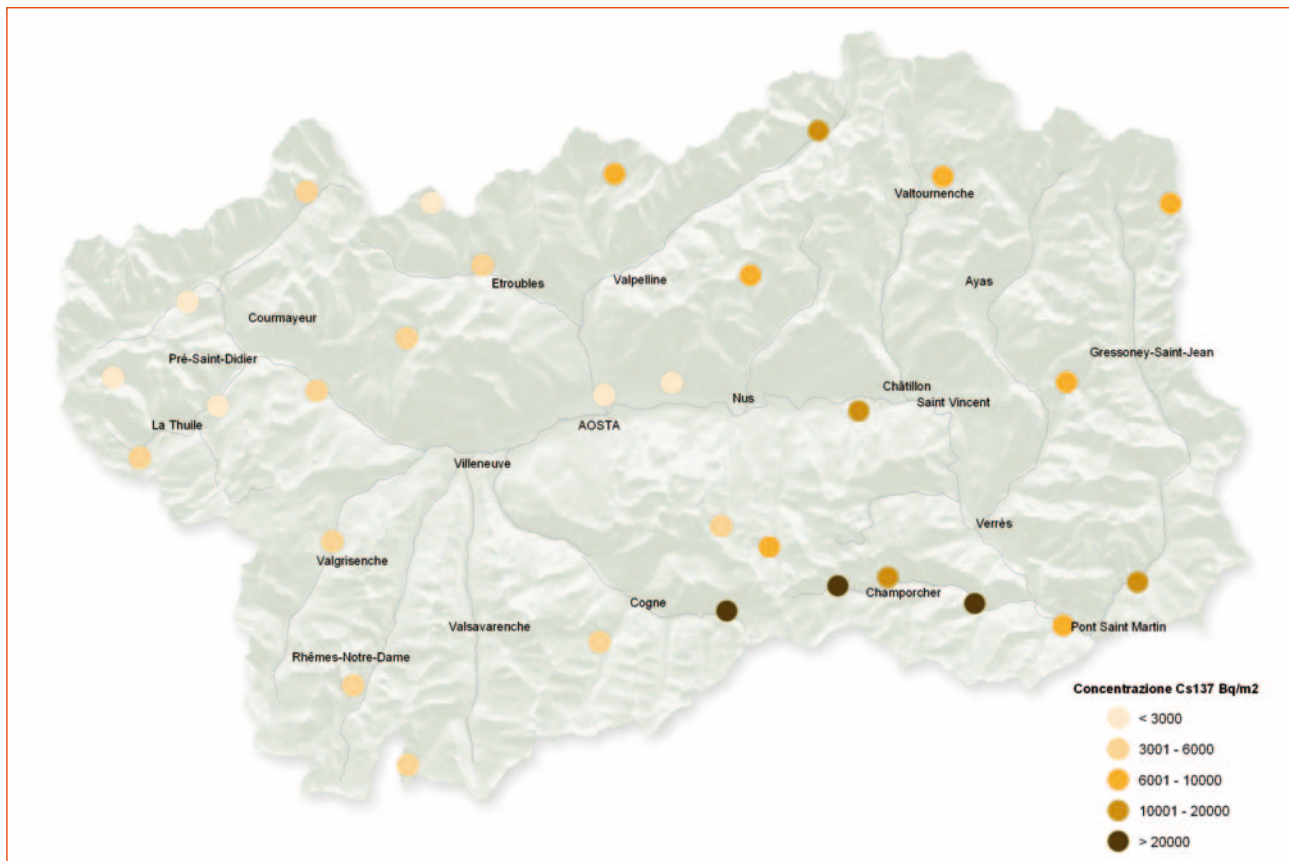 Valtournenche
Etroubles
Valpelline
Ayas
Courmayeur
Gressoney-Saint-Jean
Pré-Saint-Didier
Châtillon
Nus
Saint Vincent
La Thuile
AOSTA
Villeneuve
Verrès
Valgrisenche
Champorcher
Cogne
Valsavarenche
Pont Saint Martin
Rhêmes-Notre-Dame
Concentrazione Cs137 Bq/m2
< 3000
3001 - 6000
6001 - 10000
10001 - 20000
> 20000